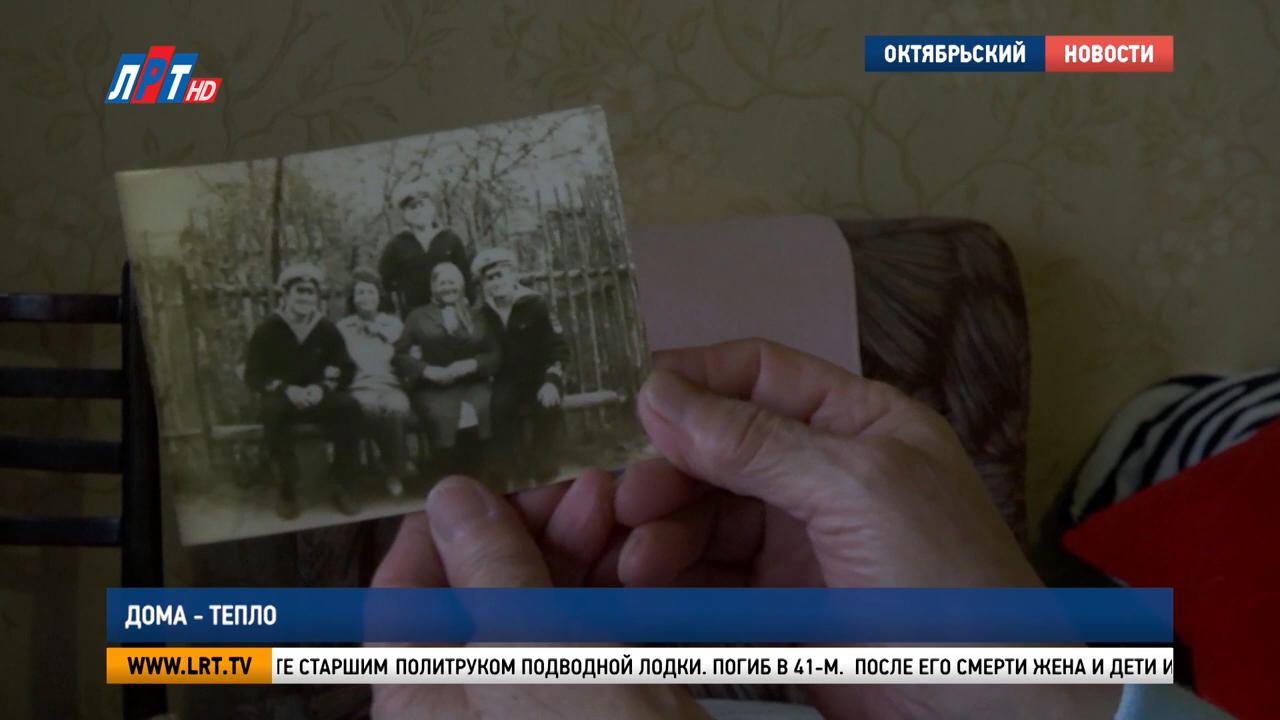 ЛРТ HD
ОКТЯБРЬСКИЙ НОВОСТИ
ДОМА - ТЕПЛО
WWW.LRT.TV ТЕ СТАРШИМ ПОЛИТРУКОМ ПОДВОДНОЙ ЛОДКИ. ПОГИБ В 41-М. ПОСЛЕ ЕГО СМЕРТИ ЖЕНА И ДЕТИ И